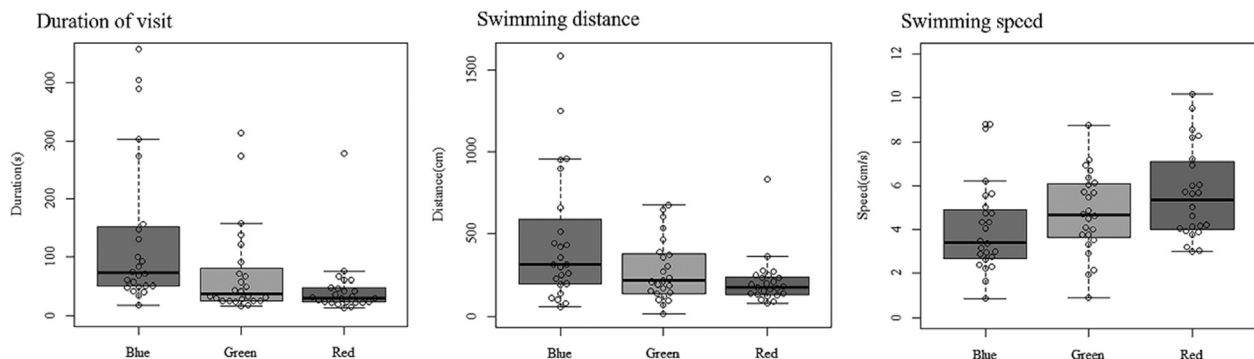 Duration of visit
Duration(s)
0
100
200
300
400
Blue
Green
Red
Swimming distance
Distance(cm)
0
500
1000
1500
Blue
Green
Red
Swimming speed
Speed(cm/s)
0
2
4
6
8
10
12
Blue
Green
Red